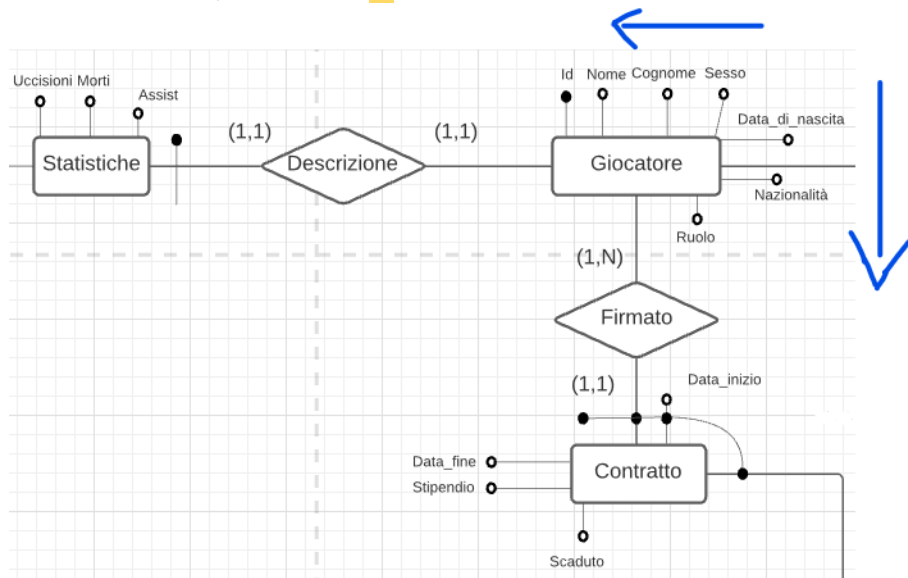 Id Nome Cognome Sesso
Uccisioni Morti
Assist
Data_di_nascita
(1,1)
(1,1)
Statistiche
Descrizione
Giocatore
Nazionalità
Ruolo
(1,N)
Firmato
Data_inizio
(1,1)
Data_fine
Contratto
Stipendio
Scaduto